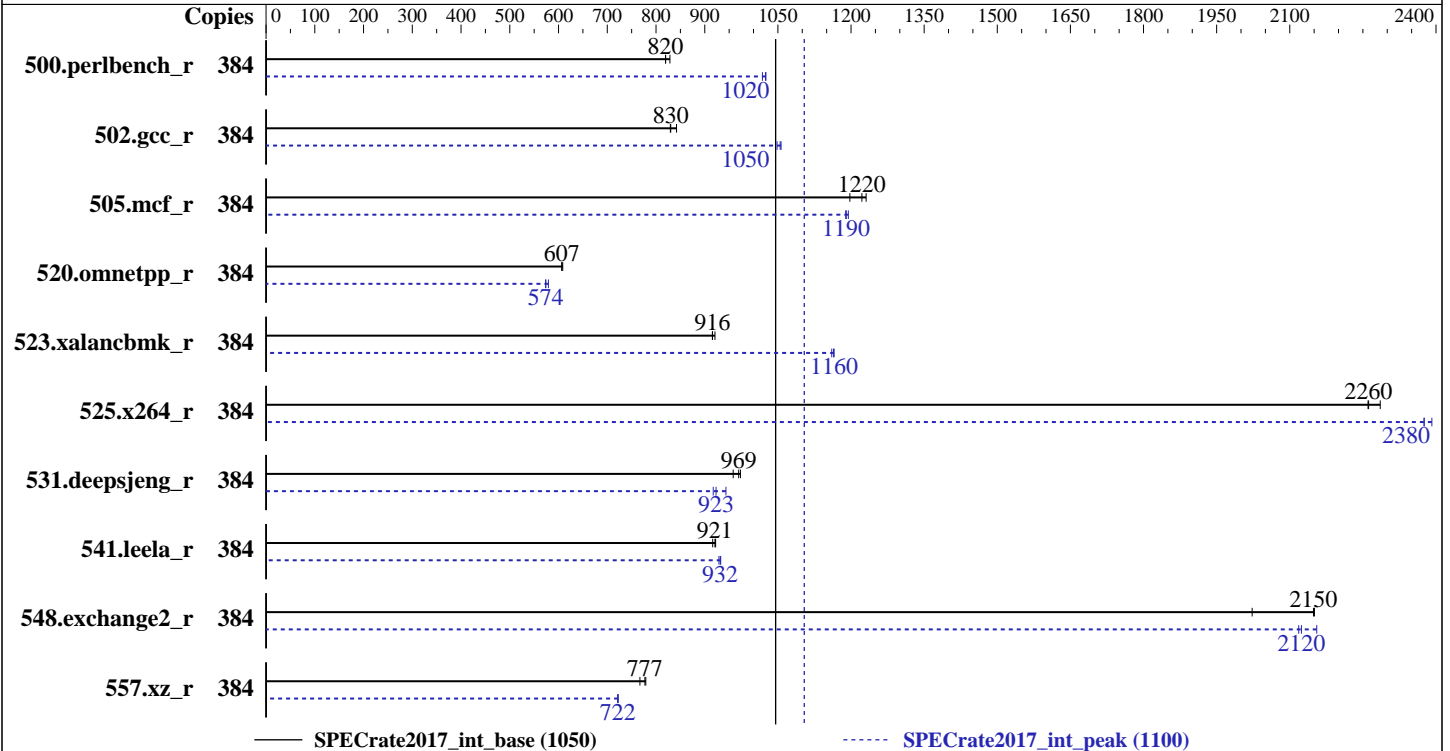 Copies 0 100 200 300 400 500 600 700 800 900 1050 1200 1350 1500 1650 1800 1950 2100 2400
820
500.perlbench_r 384
1020
830
502.gcc_r 384
1050
1220
505.mcf_r 384
1190
607
520.omnetpp_r 384
574
916
523.xalancbmk_r 384
1160
2260
525.x264_r 384
2380
969
531.deepsjeng_r 384
923
921
541.leela_r 384
932
2150
548.exchange2_r 384
2120
777
557.xz_r 384
722
SPECrate2017_int_base (1050) SPECrate2017_int_peak (1100)